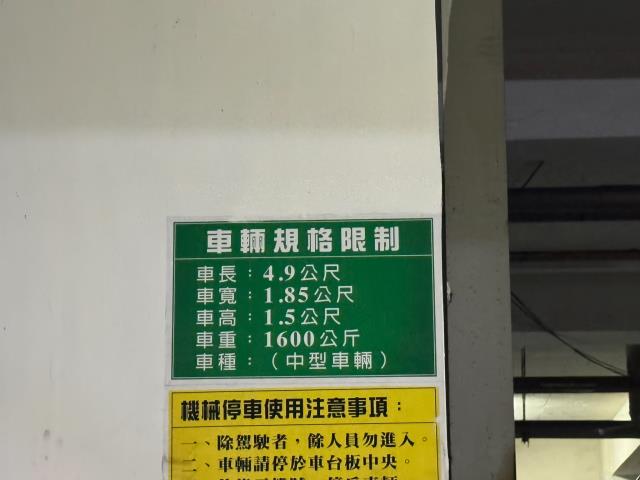 車輛規格限制
車長：4.9公尺
車寬：1.85公尺
車高：1.5公尺
車重：1600公斤
車種：（中型車輛）
機械停車使用注意事項：
一、除駕駛者，餘人員勿進入。
二、車輛請停於車台板中央。